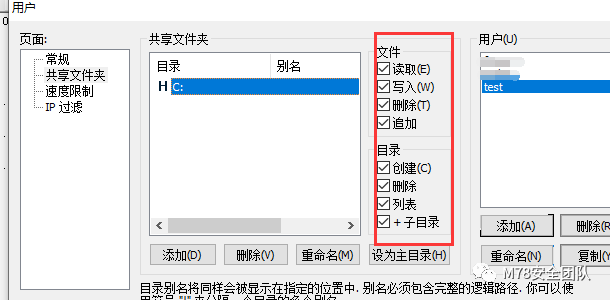 用户
页面:
常规
共享文件夹
速度限制
IP 过滤
共享文件夹
目录
别名
H C:
文件
读取(E)
写入(W)
删除(T)
追加
目录
创建(C)
删除
列表
+ 子目录
添加(D)
删除(V)
重命名(M)
设为主目录(H)
用户(U)
test
添加(A)
删除(R
重命名(N)
复制(Y
目录别名将同样会被显示在指定的位置中. 别名必须包含完整的逻辑路径. 你可以使
M78安全团队